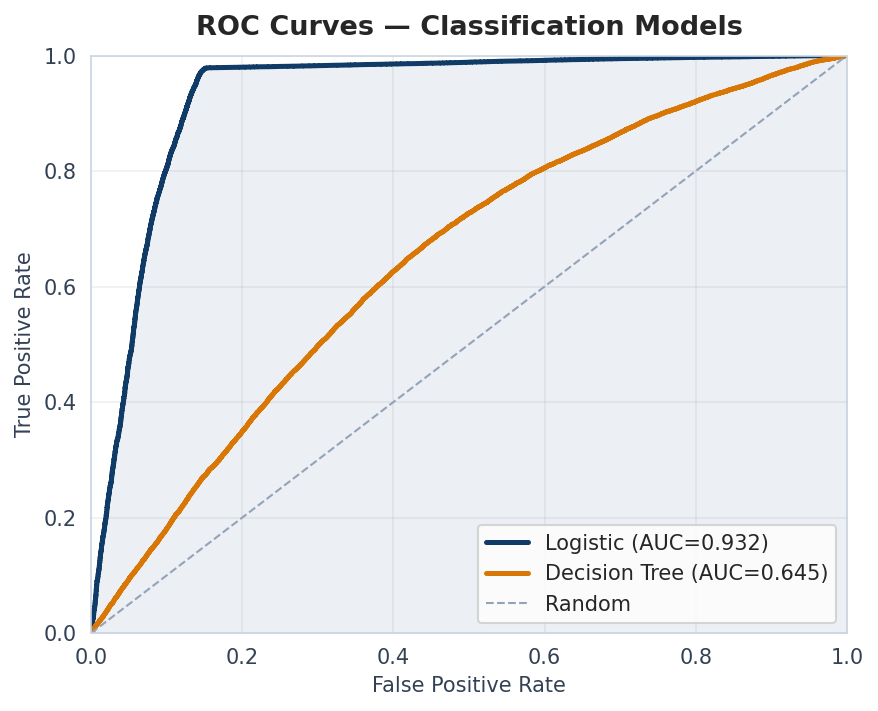 ROC Curves — Classification Models
True Positive Rate
1.0
0.8
0.6
0.4
0.2
0.0
0.0 0.2 0.4 0.6 0.8 1.0
False Positive Rate
Logistic (AUC=0.932)
Decision Tree (AUC=0.645)
Random